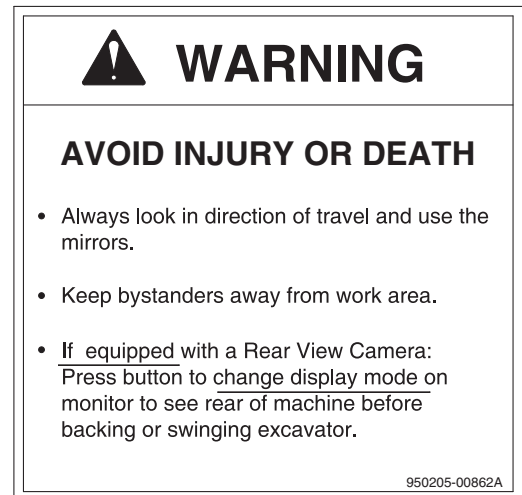 WARNING
AVOID INJURY OR DEATH
• Always look in direction of travel and use the
mirrors.
• Keep bystanders away from work area.
• If equipped with a Rear View Camera:
Press button to change display mode on
monitor to see rear of machine before
backing or swinging excavator.
950205-00862A